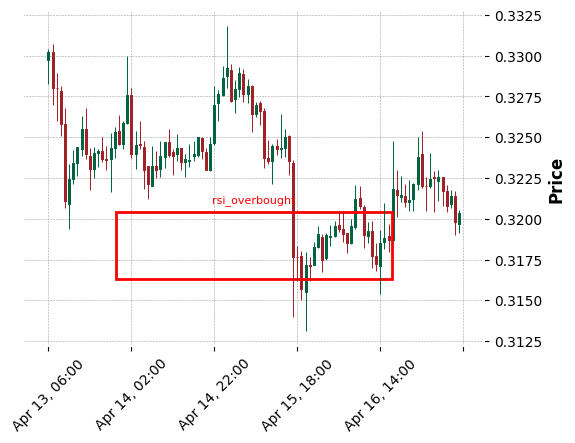 0.3325
0.3300
0.3275
0.3250
0.3225
0.3200
0.3175
0.3150
0.3125
Price
rsi_overbought
Apr 13, 06:00
Apr 14, 02:00
Apr 14, 22:00
Apr 15, 18:00
Apr 16, 14:00